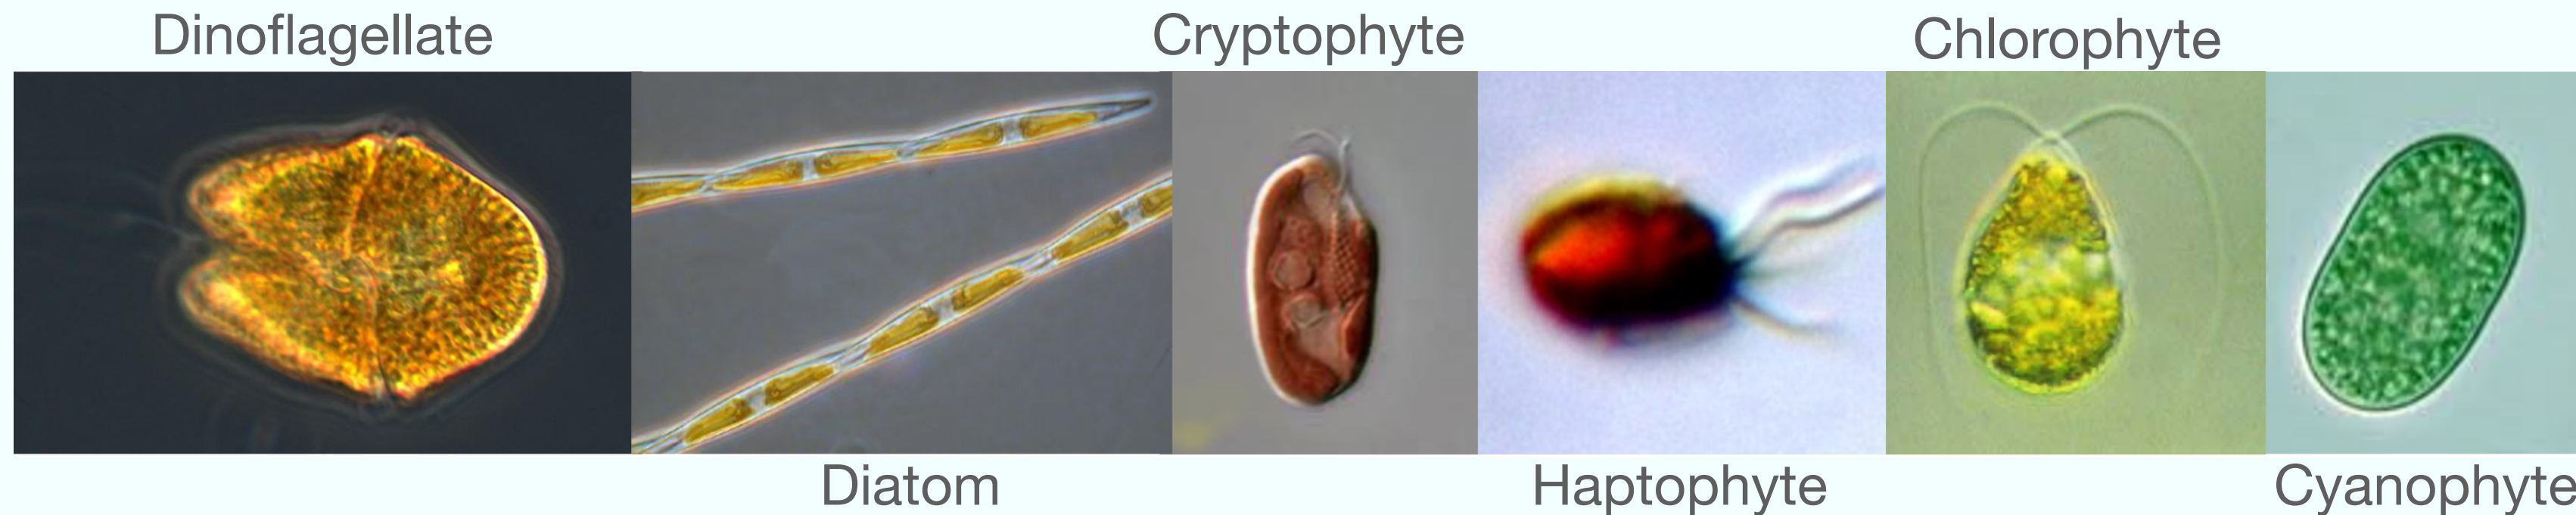 Dinoflagellate
Cryptophyte
Chlorophyte
Diatom
Haptophyte
Cyanophyte